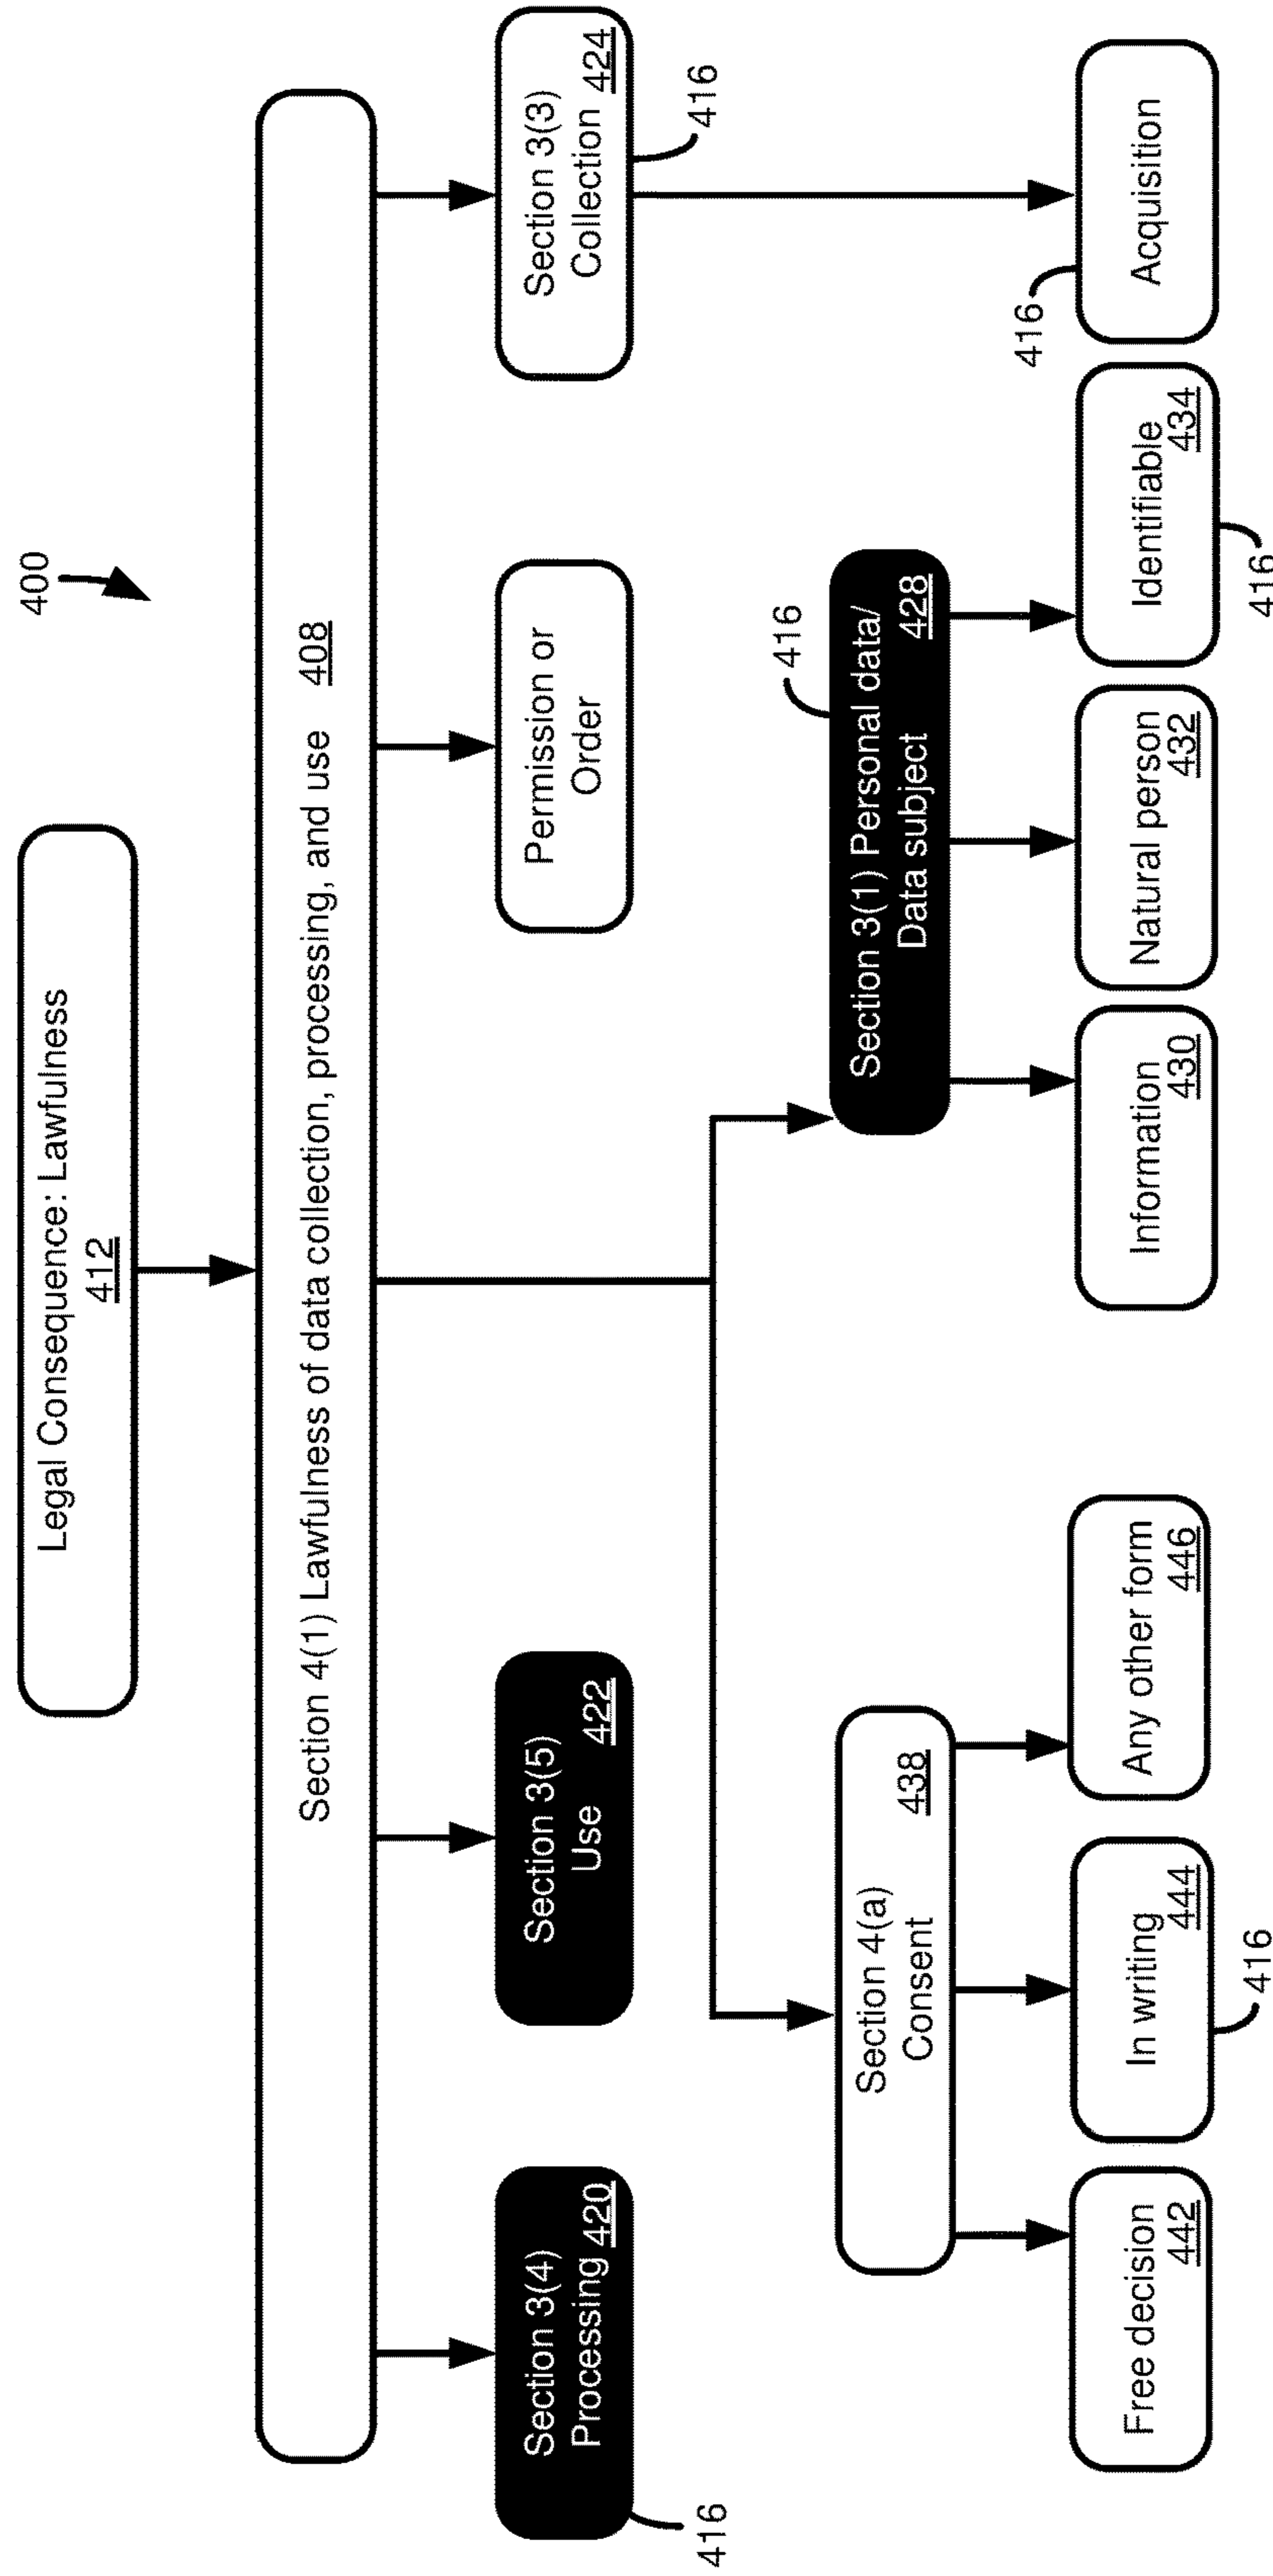 400
Legal Consequence: Lawfulness
412
Section 4(1) Lawfulness of data collection, processing, and use 408
Section 3(4)
Processing 420
416
Section 3(5)
Use 422
Permission or
Order
Section 3(3)
Collection 424
416
Section 4(a)
Consent 438
416
Section 3(1) Personal data/
Data subject 428
Free decision
442
In writing
444
416
Any other form
446
Information
430
Natural person
432
Identifiable
434
416
416
Acquisition